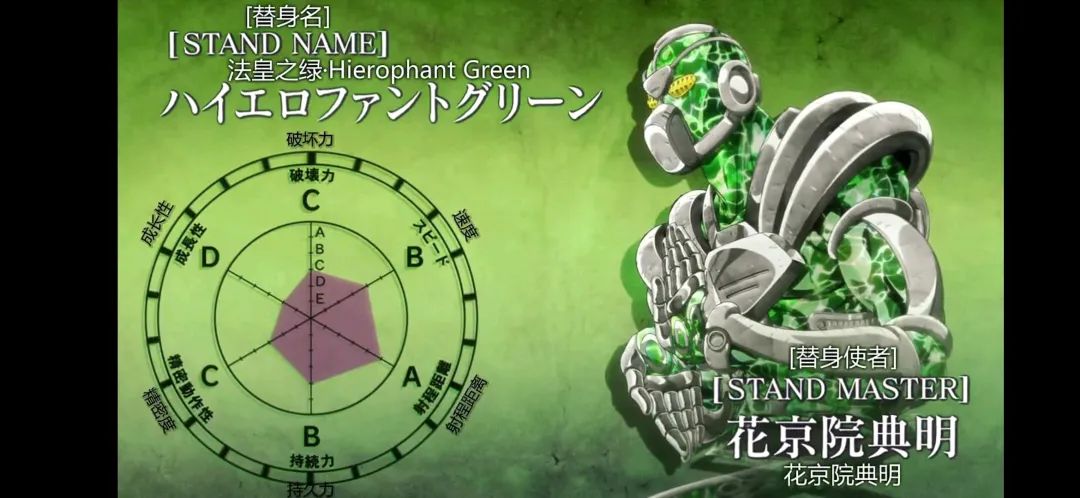 [替身名]
[STAND NAME]
法皇之绿·Hierophant Green
ハイエロファントグリーン
破坏力
破壊力
C
速度
スピード
B
射程距离
射程距離
A
B
持続力
持久力
精密度
精密動作性
C
成长性
成長性
D
A
B
C
D
E
[替身使者]
[STAND MASTER]
花京院典明
花京院典明